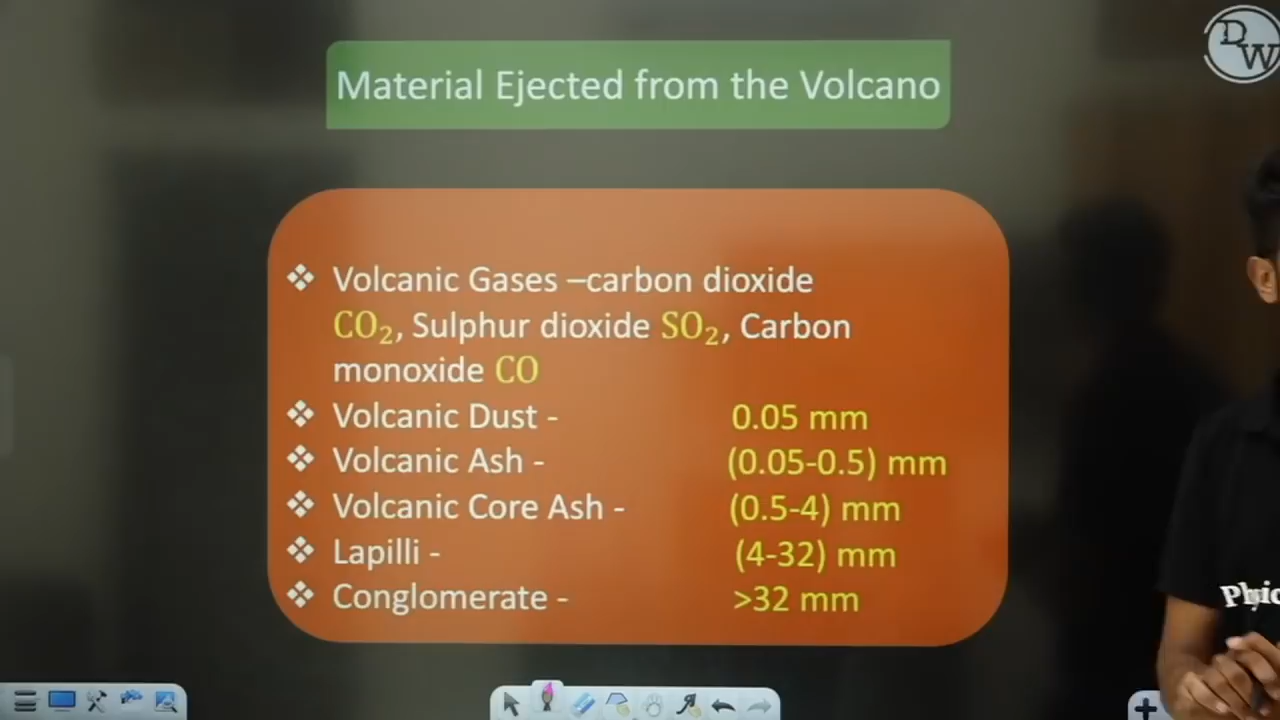 Material Ejected from the Volcano
DW
❖ Volcanic Gases –carbon dioxide
CO₂, Sulphur dioxide SO₂, Carbon
monoxide CO
❖ Volcanic Dust - 0.05 mm
❖ Volcanic Ash - (0.05-0.5) mm
❖ Volcanic Core Ash - (0.5-4) mm
❖ Lapilli - (4-32) mm
❖ Conglomerate - >32 mm